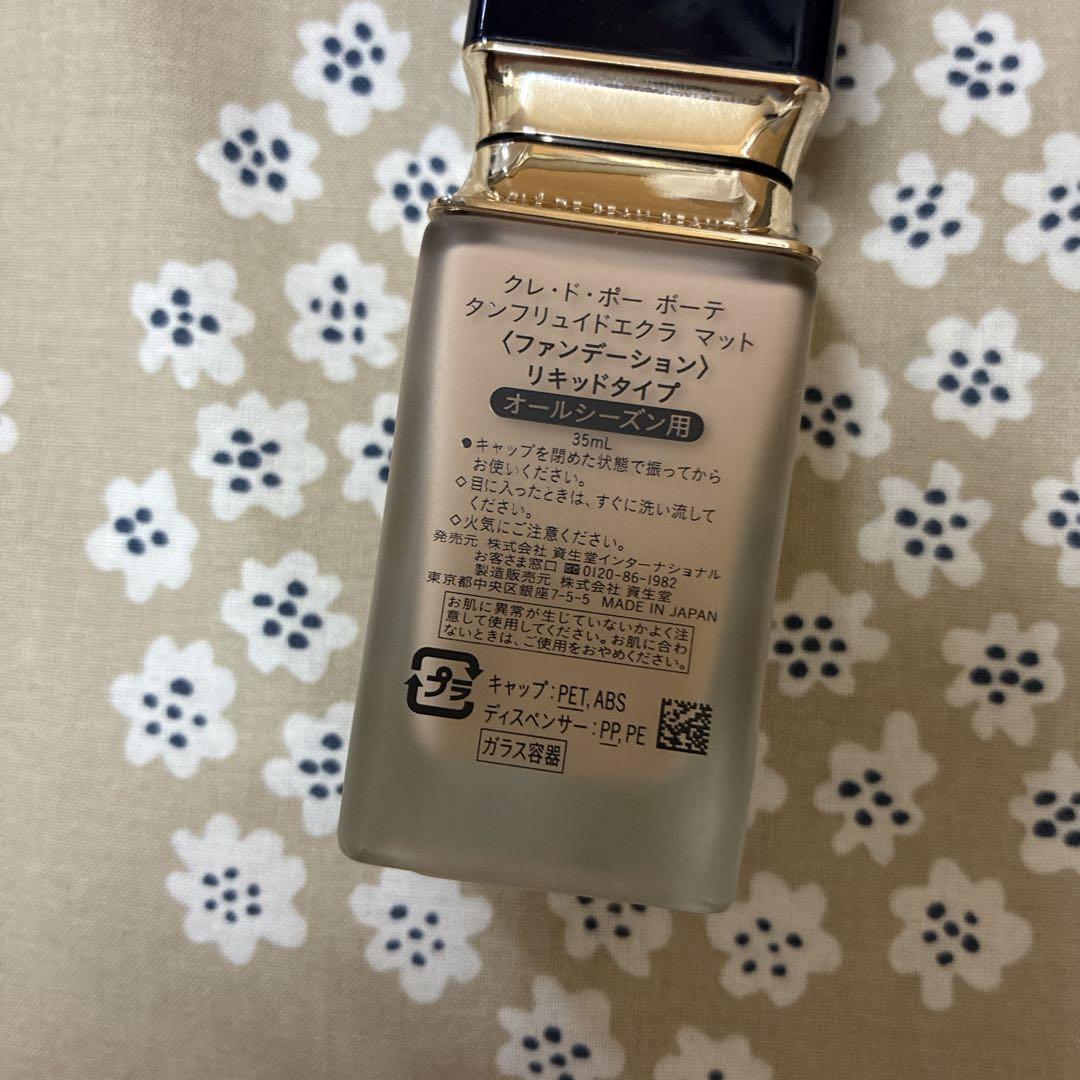 CLÉ DE PEAU BEAUTÉ
クレ・ド・ポー ボーテ
タンフリュイドエクラ マット
〈ファンデーション〉
リキッドタイプ
オールシーズン用
35mL
●キャップを閉めた状態で振ってから
お使いください。
◇目に入ったときは、すぐに洗い流して
ください。
◇火気にご注意ください。
発売元 株式会社 資生堂インターナショナル
お客さま窓口 0120-86-1982
製造販売元 株式会社 資生堂
東京都中央区銀座7-5-5 MADE IN JAPAN
お肌に異常が生じていないかよく注
意して使用してください。お肌に合わ
ないときは、ご使用をおやめください。
プラ
キャップ:PET, ABS
ディスペンサー:PP, PE
ガラス容器